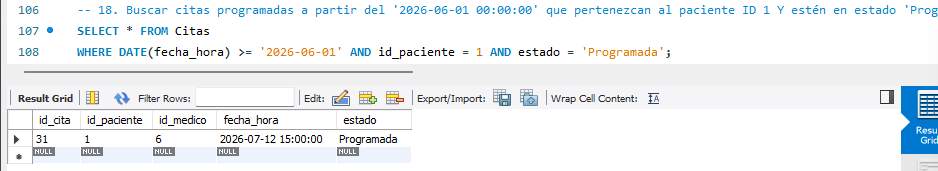 106 -- 18. Buscar citas programadas a partir del '2026-06-01 00:00:00' que pertenezcan al paciente ID 1 Y estén en estado 'Prog
107 SELECT * FROM Citas
108 WHERE DATE(fecha_hora) >= '2026-06-01' AND id_paciente = 1 AND estado = 'Programada';
Result Grid Filter Rows: Edit: Export/Import: Wrap Cell Content: IA
id_cita id_paciente id_medico fecha_hora estado
31 1 6 2026-07-12 15:00:00 Programada
NULL NULL NULL NULL NULL
Resu
Grid